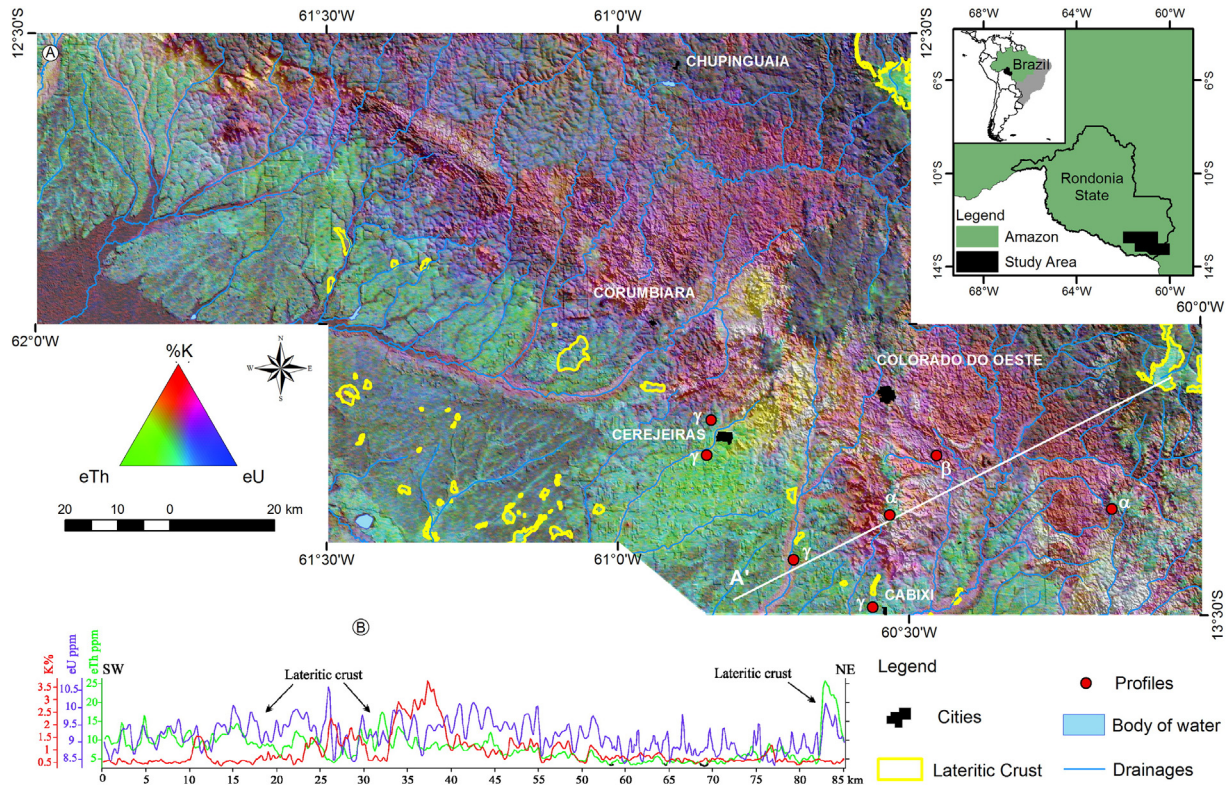 61°30'W
61°0'W
68°W
64°W
60°W
12°30'S
12°30'S
A
CHUPINGUAIA
Brazil
6°S
6°S
10°S
10°S
Rondonia
State
Legend
Amazon
Study Area
14°S
14°S
68°W
64°W
60°W
CORUMBIARA
60°0'W
62°0'W
61°30'W
%K
N
W
E
S
eTh
eU
COLORADO DO OESTE
γ
CEREJEIRAS
γ
β
α
α
20
10
0
20 km
γ
A'
61°30'W
61°0'W
γ
CABIXI
13°30'S
60°30'W
B
K%
eU ppm
eTh ppm
SW
Lateritic crust
Lateritic crust
NE
3.5
3
2.5
2
1.5
1
0.5
10.5
10
9.5
9
8.5
25
20
15
10
5
0
5
10
15
20
25
30
35
40
45
50
55
60
65
70
75
80
85 km
Legend
Profiles
Cities
Body of water
Lateritic Crust
Drainages